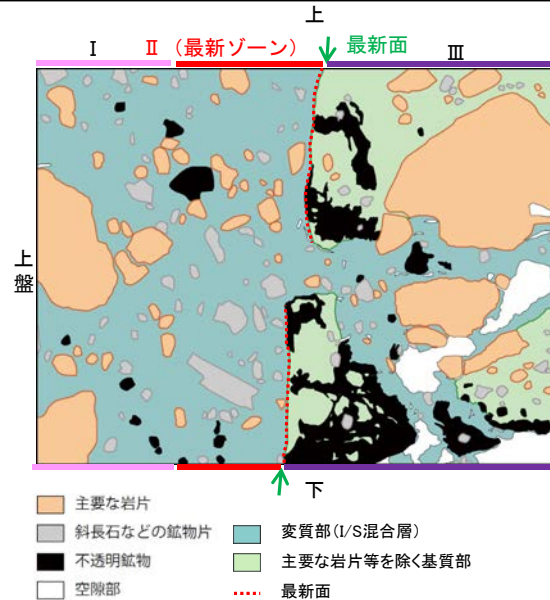 上
Ⅰ Ⅱ (最新ゾーン) 最新面 Ⅲ
上盤
下
主要な岩片
斜長石などの鉱物片
不透明鉱物
空隙部
変質部(I/S混合層)
主要な岩片等を除く基質部
最新面